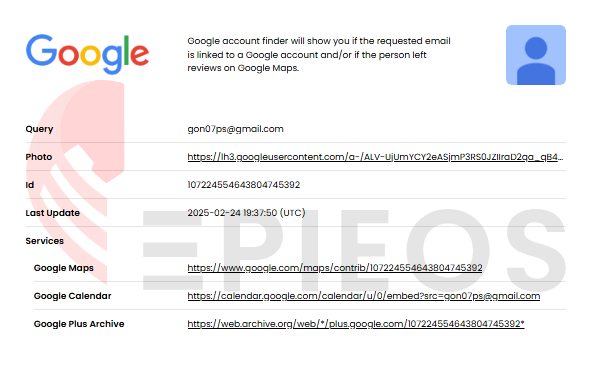 Google
Google account finder will show you if the requested email
is linked to a Google account and/or if the person left
reviews on Google Maps.
Query gon07ps@gmail.com
Photo https://lh3.googleusercontent.com/a-/ALV-UjUmYCY2eASjmP3RS0JZIIraD2qa_qB4...
Id 107224554643804745392
Last Update 2025-02-24 19:37:50 (UTC)
Services
Google Maps https://www.google.com/maps/contrib/107224554643804745392
Google Calendar https://calendar.google.com/calendar/u/0/embed?src=gon07ps@gmail.com
Google Plus Archive https://web.archive.org/web/*/plus.google.com/107224554643804745392*
EPIEOS